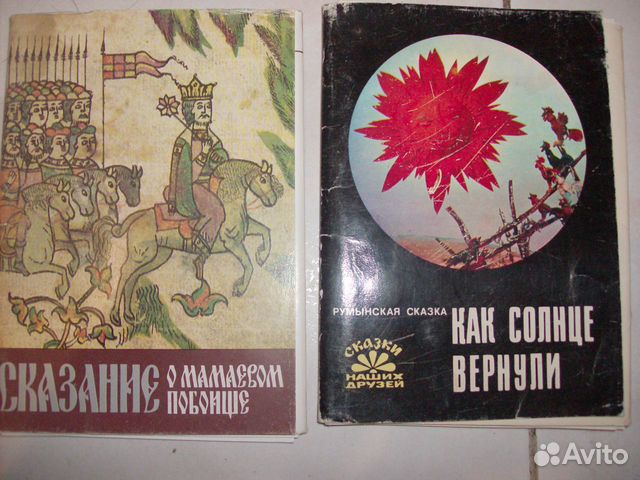 СКАЗАНИЕ
О МАМАЕВОМ
ПОБОИЩЕ
РУМЫНСКАЯ СКАЗКА
КАК СОЛНЦЕ
ВЕРНУЛИ
СКАЗКИ
НАШИХ
ДРУЗЕЙ
Avito